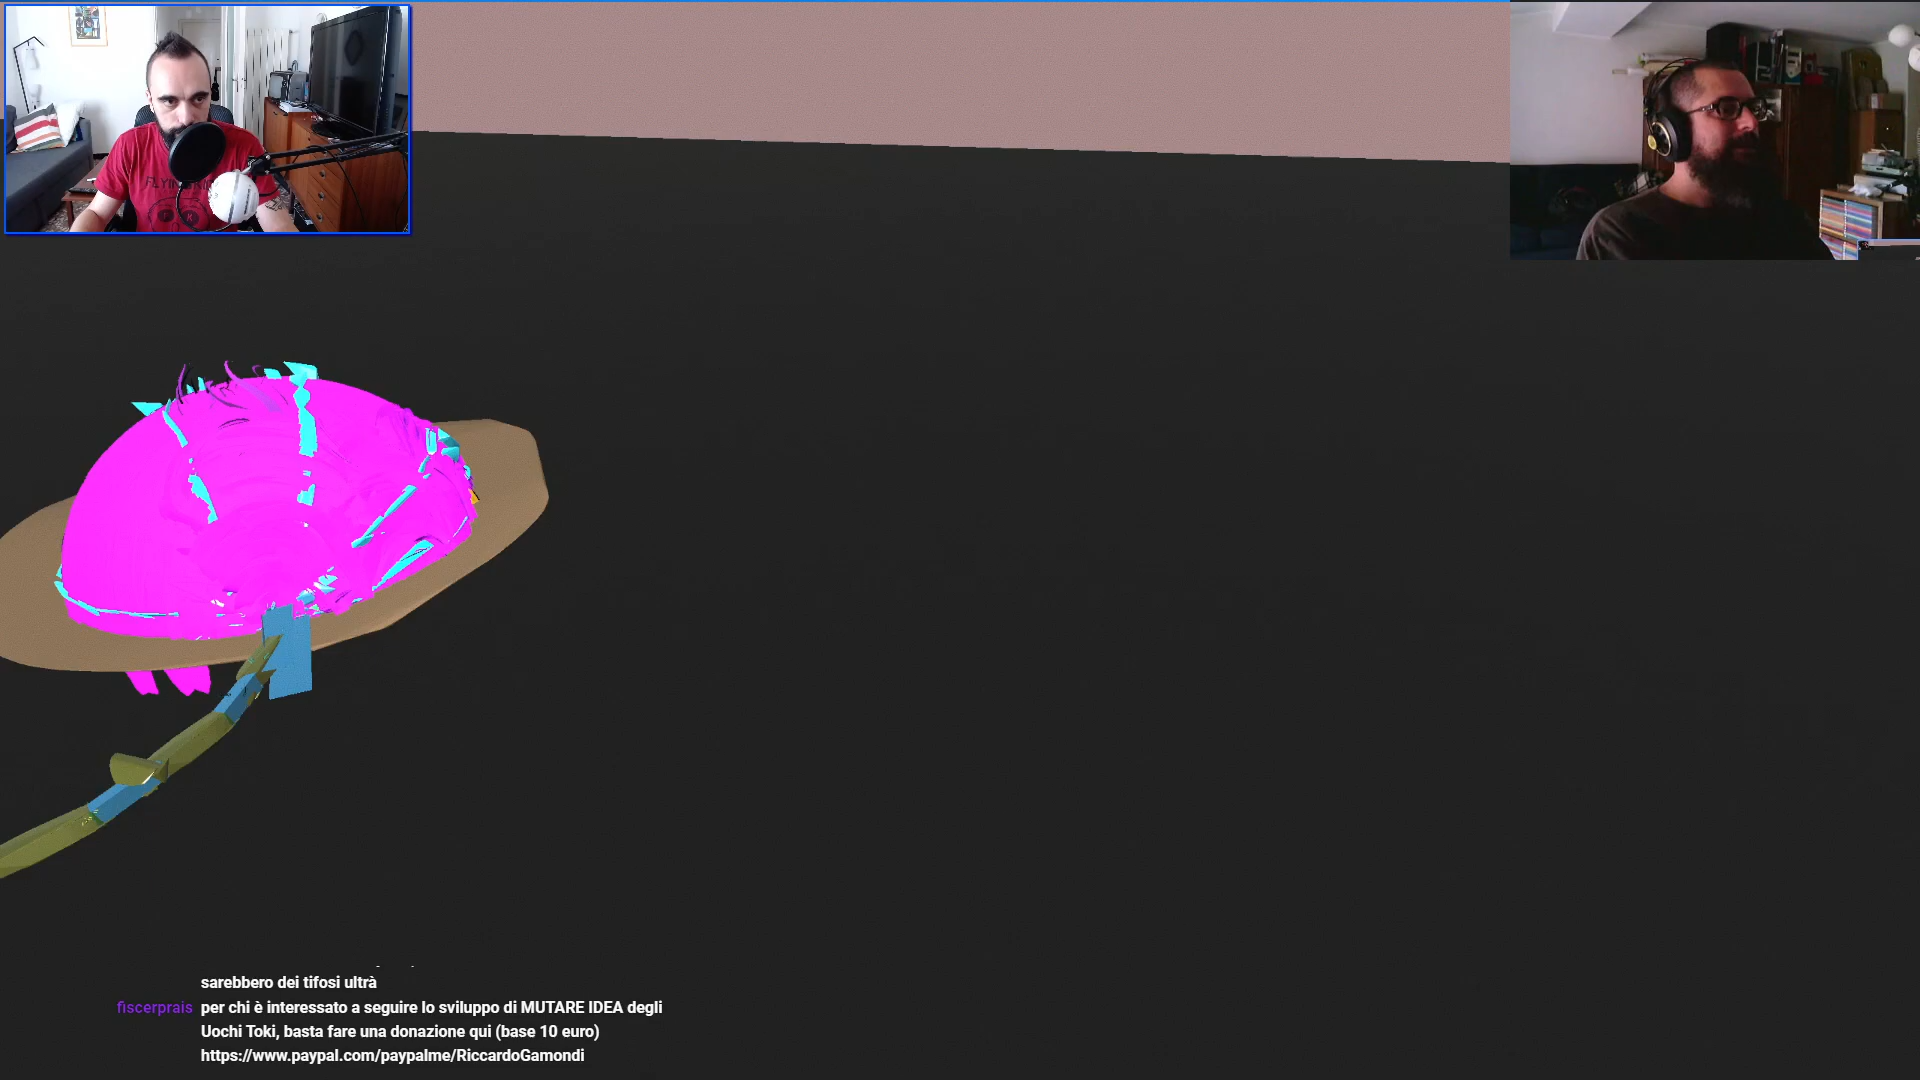 sarebbero dei tifosi ultrà
fiscerprais per chi è interessato a seguire lo sviluppo di MUTARE IDEA degli
Uochi Toki, basta fare una donazione qui (base 10 euro)
https://www.paypal.com/paypalme/RiccardoGamondi